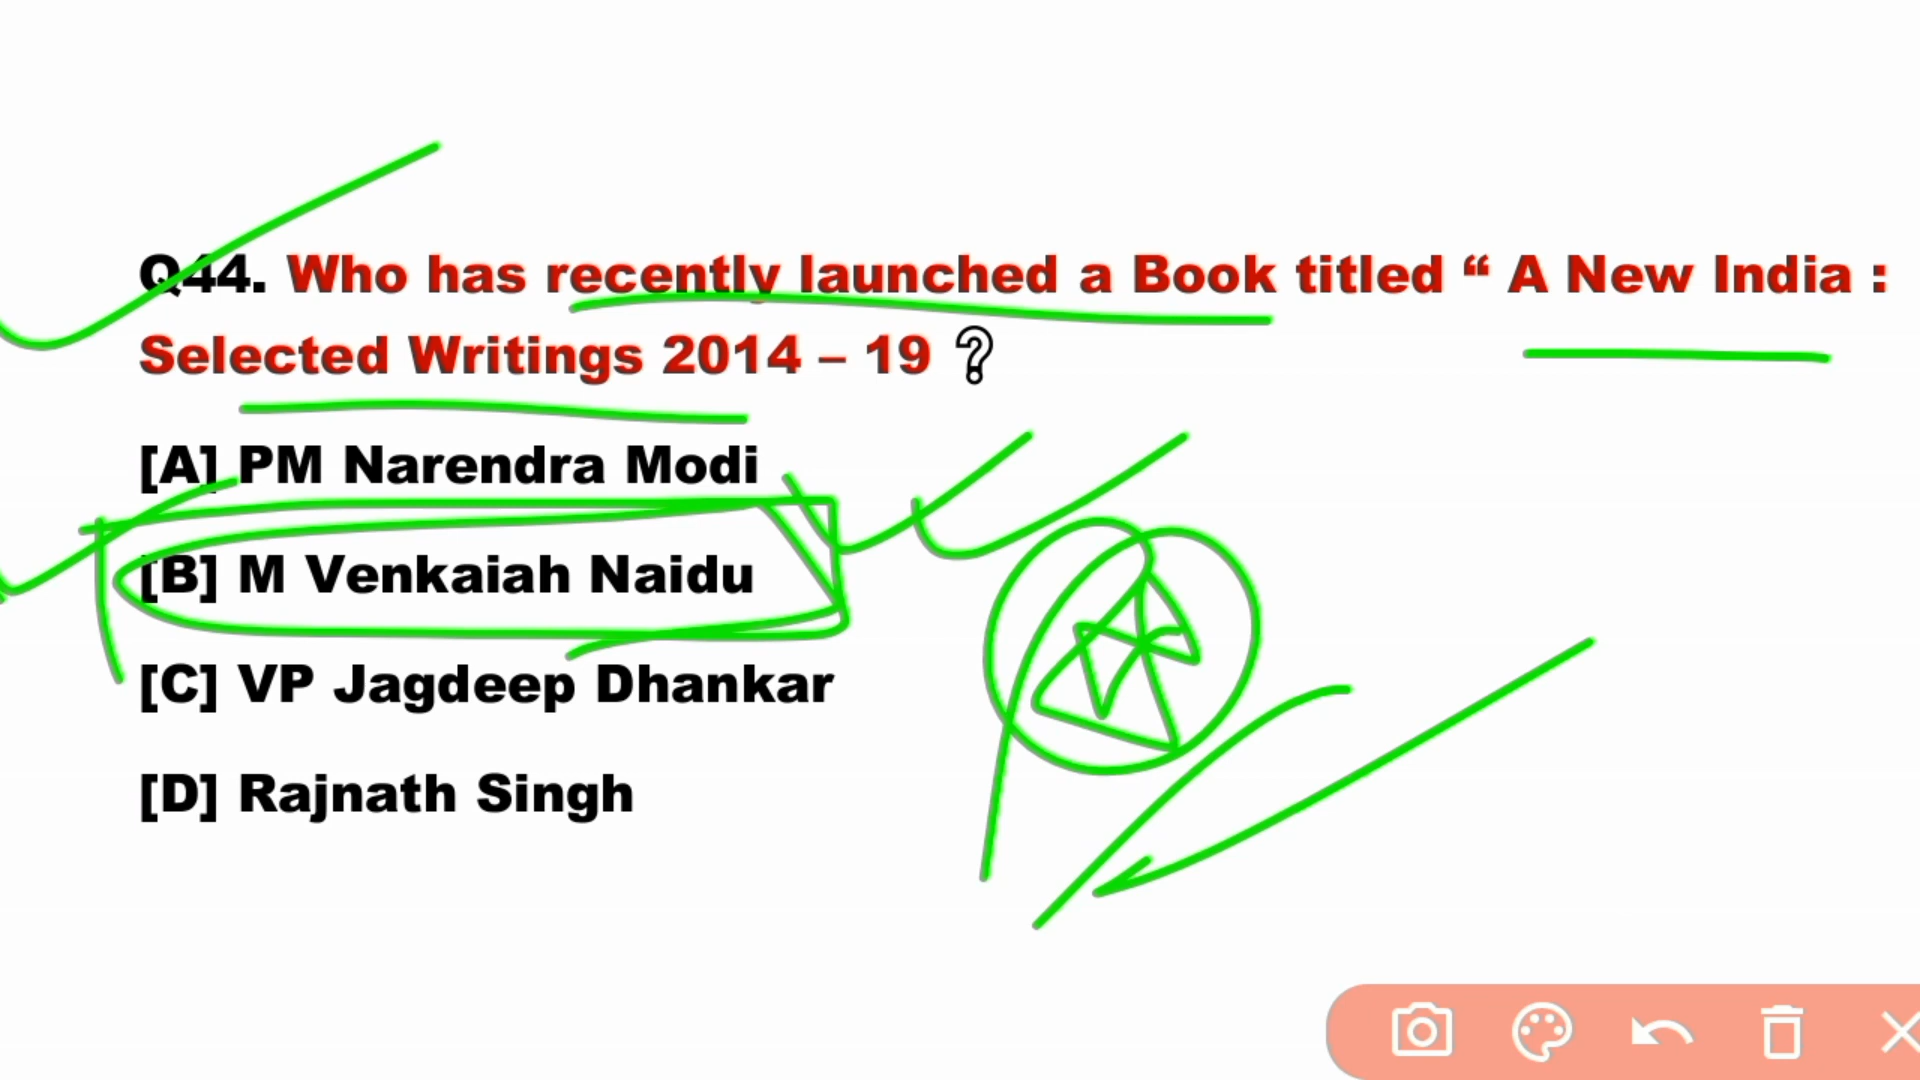 Q44. Who has recently launched a Book titled “ A New India :
Selected Writings 2014 – 19 ?
[A] PM Narendra Modi
[B] M Venkaiah Naidu
[C] VP Jagdeep Dhankar
[D] Rajnath Singh